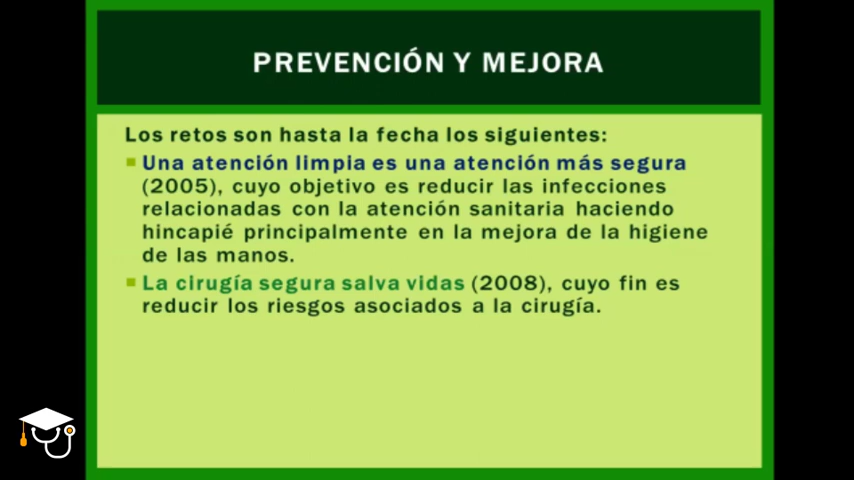 PREVENCIÓN Y MEJORA
Los retos son hasta la fecha los siguientes:
Una atención limpia es una atención más segura
(2005), cuyo objetivo es reducir las infecciones
relacionadas con la atención sanitaria haciendo
hincapié principalmente en la mejora de la higiene
de las manos.
La cirugía segura salva vidas (2008), cuyo fin es
reducir los riesgos asociados a la cirugía.